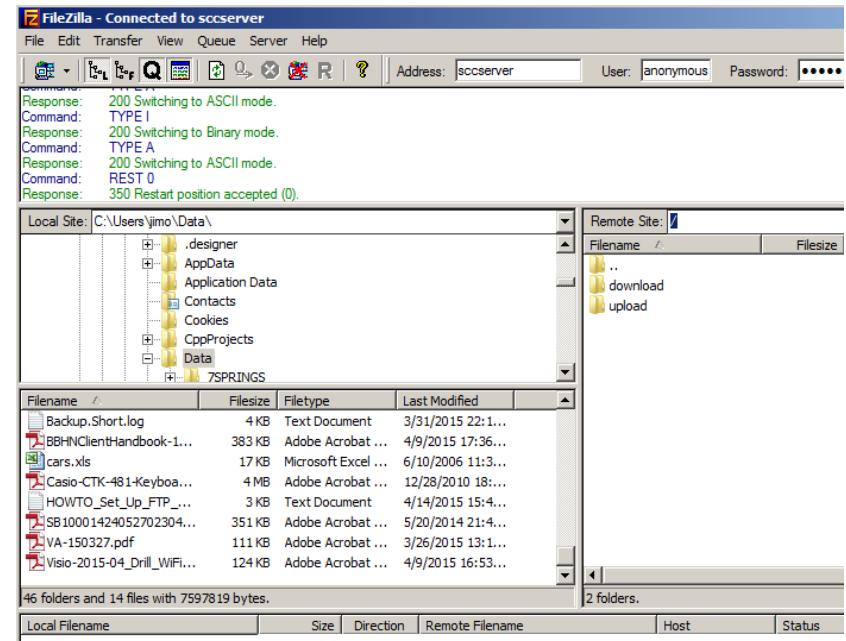 FileZilla - Connected to sccserver
File Edit Transfer View Queue Server Help
Address: sccserver User: anonymous Password: •••••
Command: TYPE A
Response: 200 Switching to ASCII mode.
Command: TYPE I
Response: 200 Switching to Binary mode.
Command: TYPE A
Response: 200 Switching to ASCII mode.
Command: REST 0
Response: 350 Restart position accepted (0).
Local Site: C:\Users\jimo\Data\
.designer
AppData
Application Data
Contacts
Cookies
CppProjects
Data
7SPRINGS
Filename Filesize Filetype Last Modified
Backup.Short.log 4 KB Text Document 3/31/2015 22:1...
BBHNClientHandbook-1... 383 KB Adobe Acrobat ... 4/9/2015 17:36...
cars.xls 17 KB Microsoft Excel ... 6/10/2006 11:3...
Casio-CTK-481-Keyboa... 4 MB Adobe Acrobat ... 12/28/2010 18:...
HOWTO_Set_Up_FTP_... 3 KB Text Document 4/14/2015 15:4...
SB10001424052702304... 351 KB Adobe Acrobat ... 5/20/2014 21:4...
VA-150327.pdf 111 KB Adobe Acrobat ... 3/26/2015 13:1...
Visio-2015-04_Drill_WiFi... 124 KB Adobe Acrobat ... 4/9/2015 16:53...
46 folders and 14 files with 7597819 bytes.
Remote Site: /
Filename Filesize
..
download
upload
2 folders.
Local Filename Size Direction Remote Filename Host Status